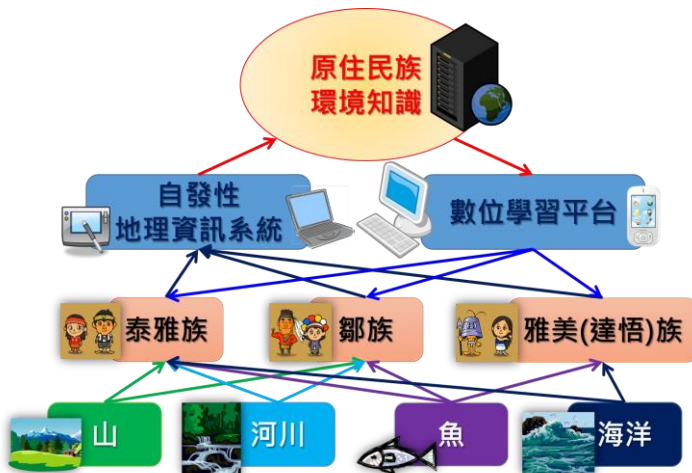 原住民族
環境知識
自發性
地理資訊系統
數位學習平台
泰雅族
鄒族
雅美(達悟)族
山
河川
魚
海洋